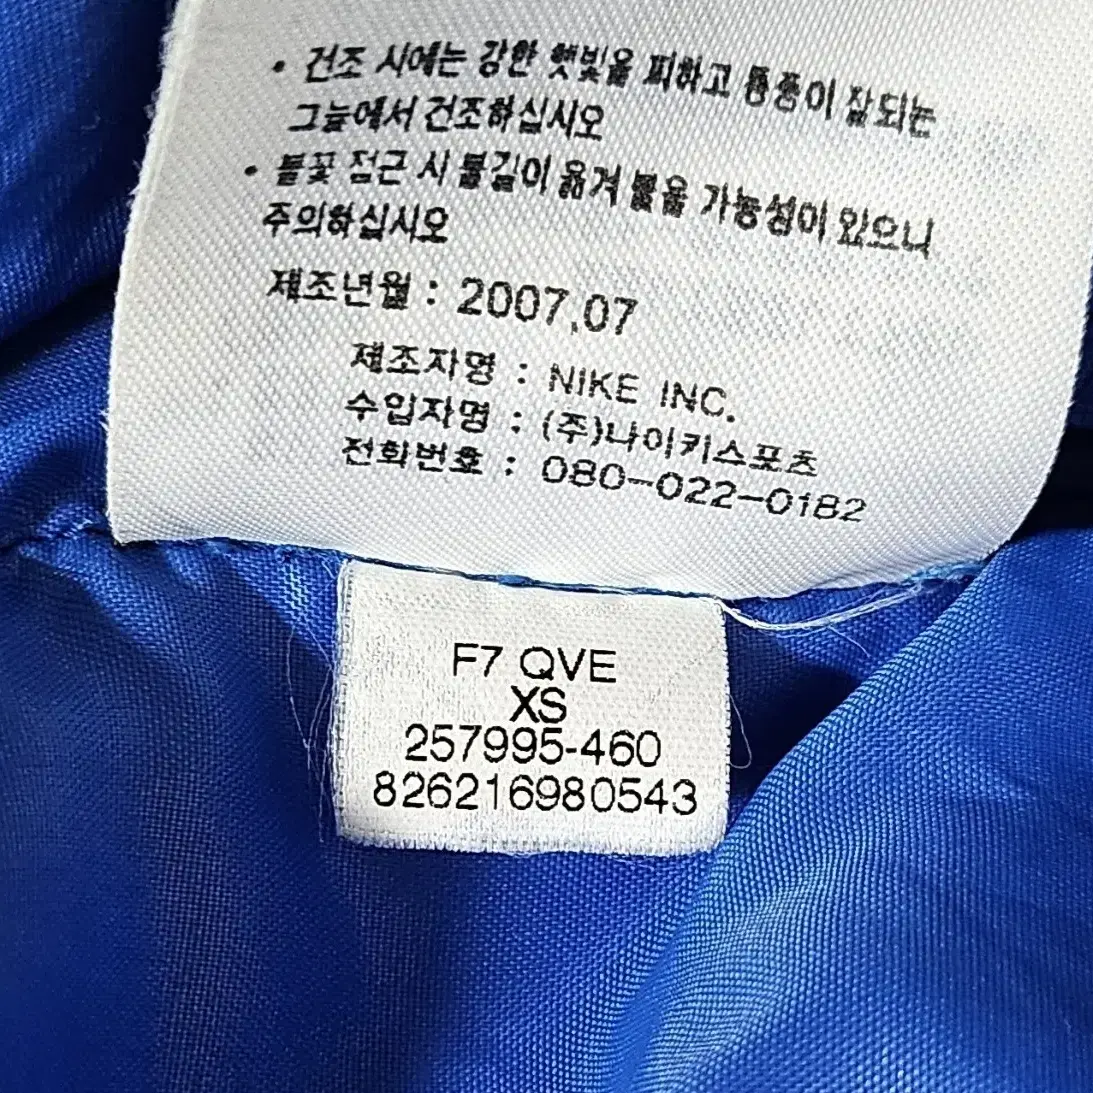 • 건조 시에는 강한 햇빛을 피하고 통풍이 잘되는
그늘에서 건조하십시오
• 불꽃 접근 시 불길이 옮겨 붙을 가능성이 있으니
주의하십시오
제조년월 : 2007.07
제조자명 : NIKE INC.
수입자명 : (주)나이키스포츠
전화번호 : 080-022-0182
F7 QVE
XS
257995-460
826216980543